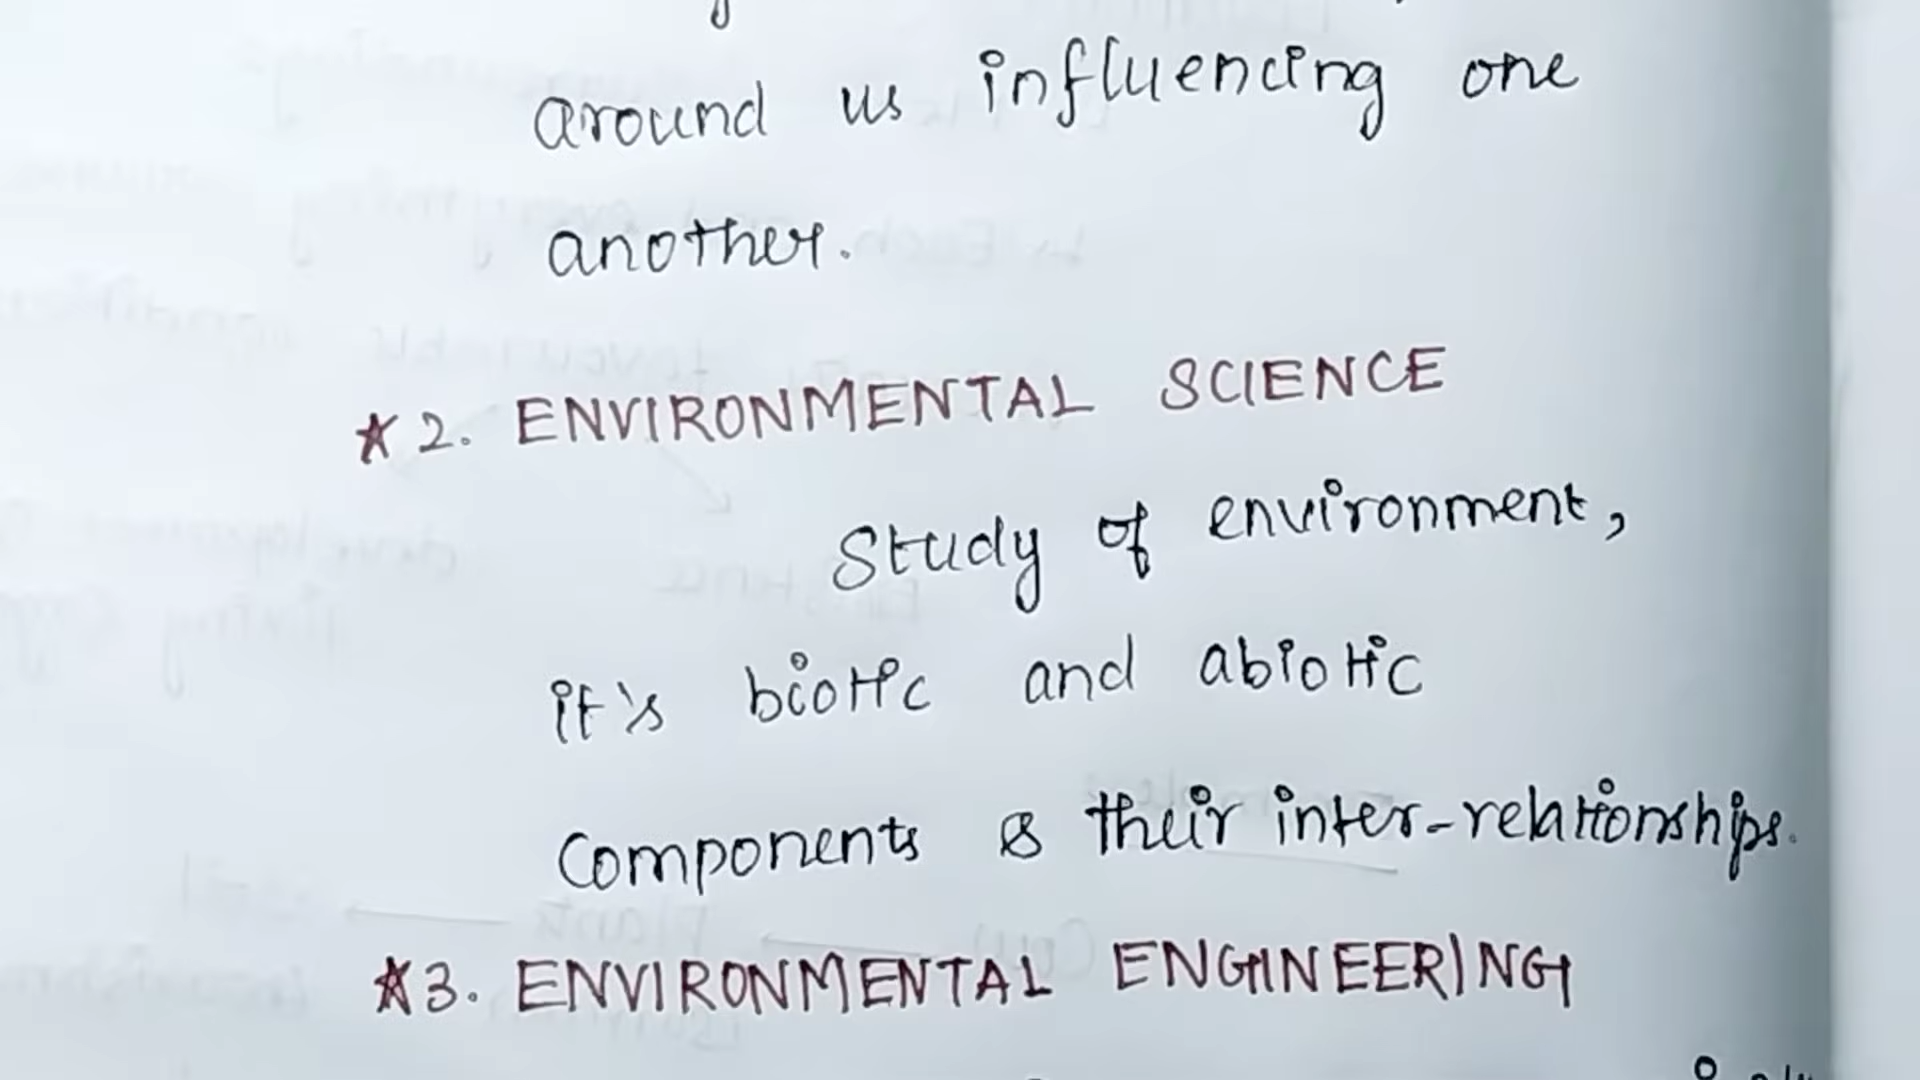 around us influencing one
another.
★ 2. ENVIRONMENTAL SCIENCE
Study of environment,
it's biotic and abiotic
components & their inter-relationships.
★3. ENVIRONMENTAL ENGINEERING